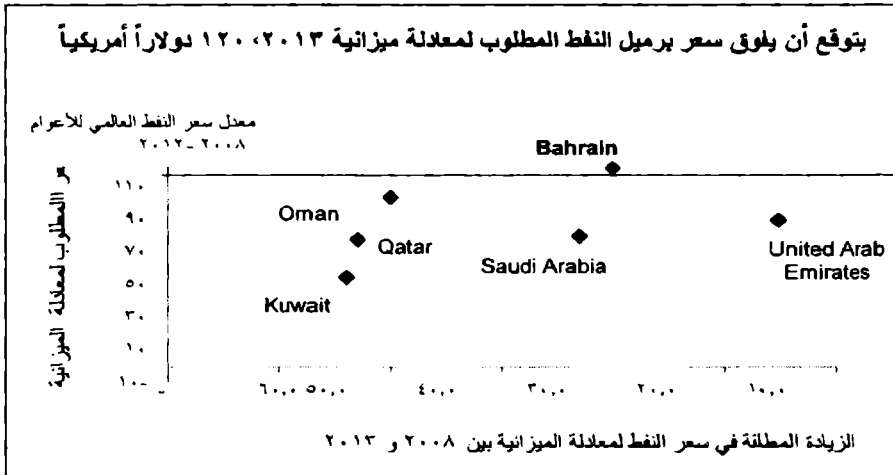 يتوقع أن يفوق سعر برميل النفط المطلوب لمعادلة ميزانية ٢٠١٣، ١٢٠ دولاراً أمريكياً
معدل سعر النفط العالمي للأعوام
٢٠٠٨-٢٠١٢
Bahrain
١١٠
Oman
٩٠
Qatar
٧٠
Saudi Arabia
United Arab
Emirates
٥٠
Kuwait
٣٠
١٠
١٠-
المطلوب لمعادلة الميزانية
٦٠,٠ ٥٠,٠ ٤٠,٠ ٣٠,٠ ٢٠,٠ ١٠,٠ -
الزيادة المطلقة في سعر النفط لمعادلة الميزانية بين ٢٠٠٨ و ٢٠١٣